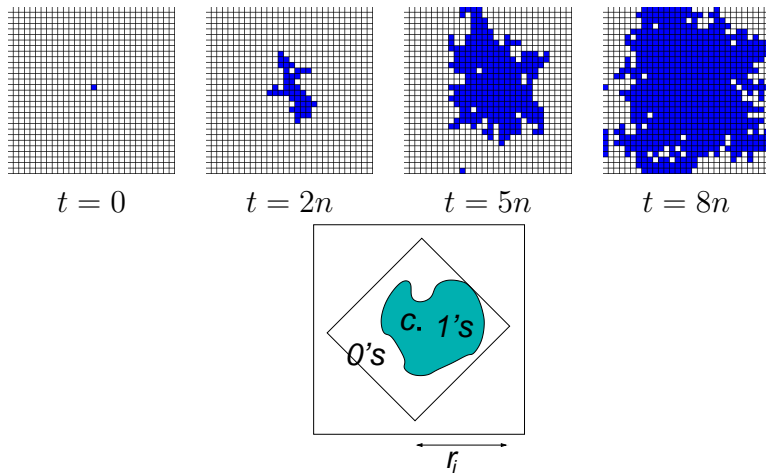 t = 0
t = 2n
t = 5n
t = 8n
c. 1's
0's
r_i